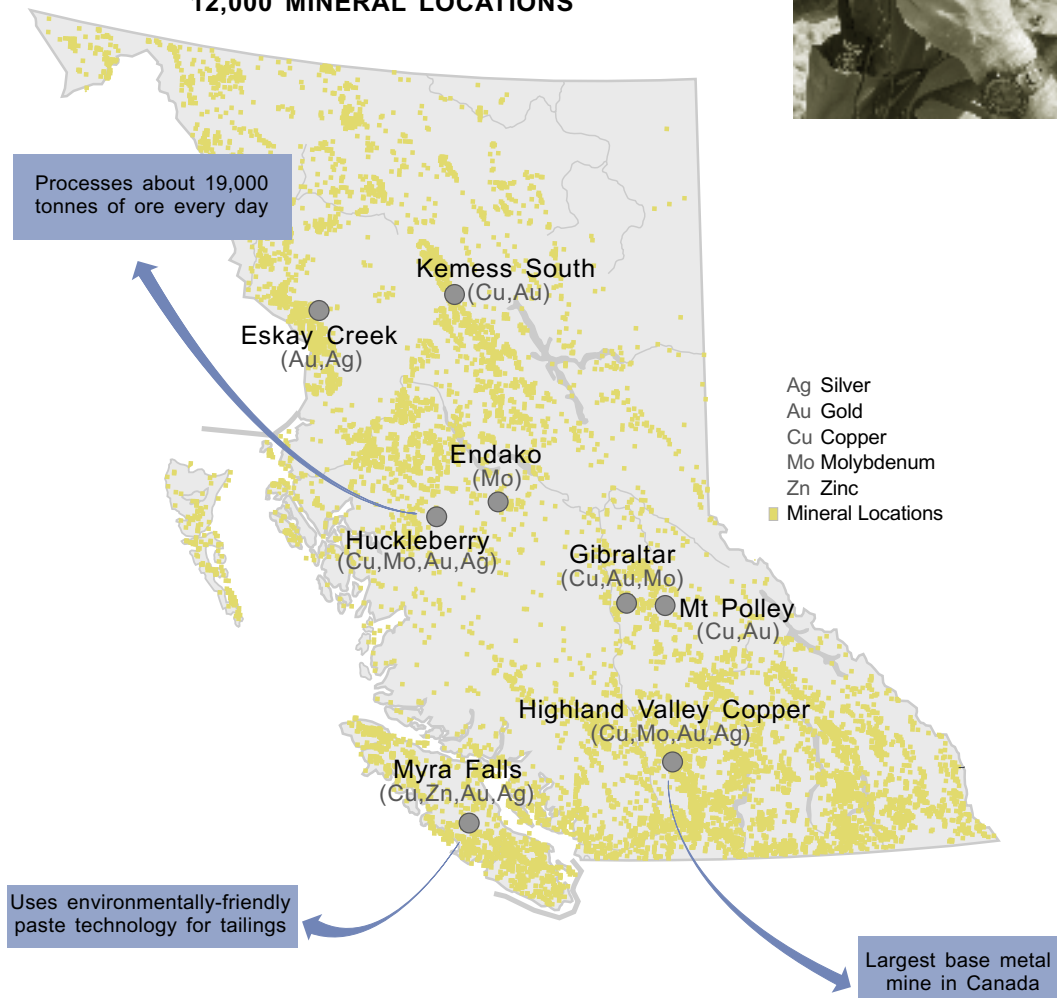 12,000 MINERAL LOCATIONS
Processes about 19,000
tonnes of ore every day
Kemess South
(Cu,Au)
Eskay Creek
(Au,Ag)
Ag Silver
Au Gold
Cu Copper
Mo Molybdenum
Zn Zinc
Mineral Locations
Endako
(Mo)
Huckleberry
(Cu,Mo,Au,Ag)
Gibraltar
(Cu,Au,Mo)
Mt Polley
(Cu,Au)
Highland Valley Copper
(Cu,Mo,Au,Ag)
Myra Falls
(Cu,Zn,Au,Ag)
Uses environmentally-friendly
paste technology for tailings
Largest base metal
mine in Canada